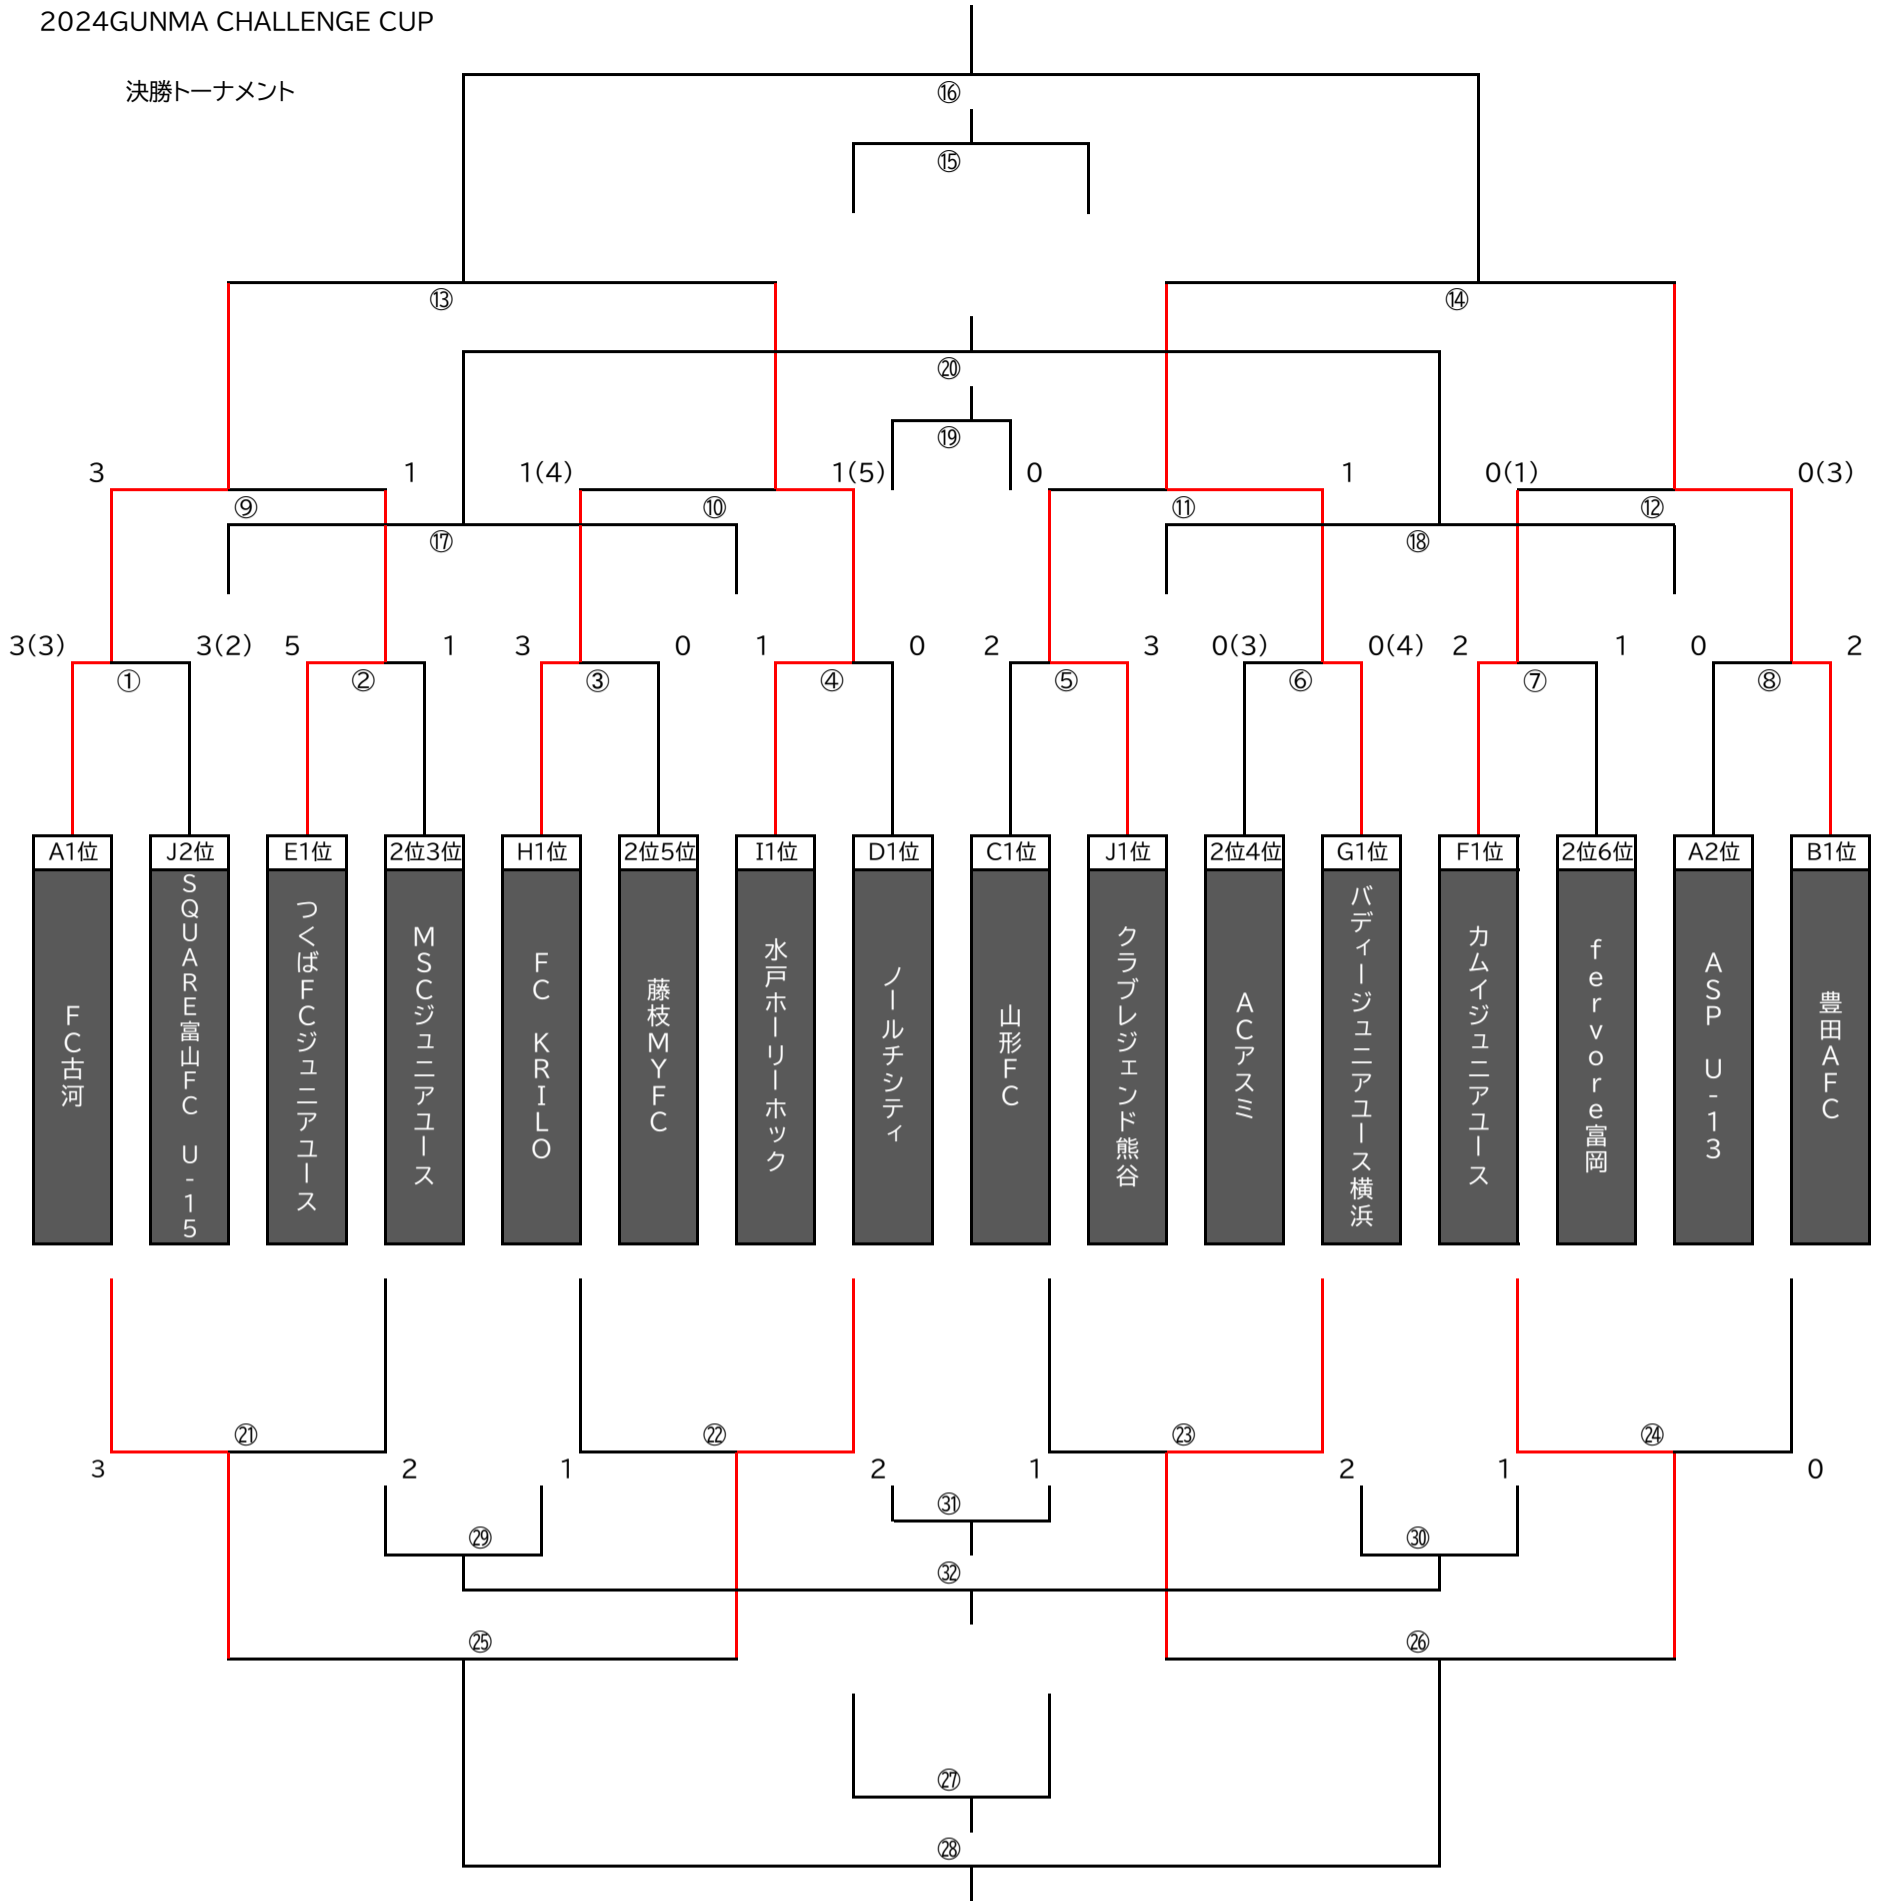 2024GUNMA CHALLENGE CUP
決勝トーナメント
⑯
⑮
⑬ ⑭
⑳
⑲
3 1 1(4) 1(5) 0 1 0(1) 0(3)
⑨ ⑩ ⑪ ⑫
⑰ ⑱
3(3) 3(2) 5 1 3 0 1 0 2 3 0(3) 0(4) 2 1 0 2
① ② ③ ④ ⑤ ⑥ ⑦ ⑧
A1位 J2位 E1位 2位3位 H1位 2位5位 I1位 D1位 C1位 J1位 2位4位 G1位 F1位 2位6位 A2位 B1位
FC古河
SQUARE富山FC U-15
つくばFCジュニアユース
MSCジュニアユース
FC KRILO
藤枝MYFC
水戸ホーリーホック
ノールチシティ
山形FC
クラブレジェンド熊谷
ACアスミ
バディージュニアユース横浜
カムイジュニアユース
fervore富岡
ASP U-13
豊田AFC
㉑ ㉒ ㉓ ㉔
3 2 1 2 1 2 1 0
㉛
㉙ ㉚
㉜
㉕ ㉖
㉗
㉘